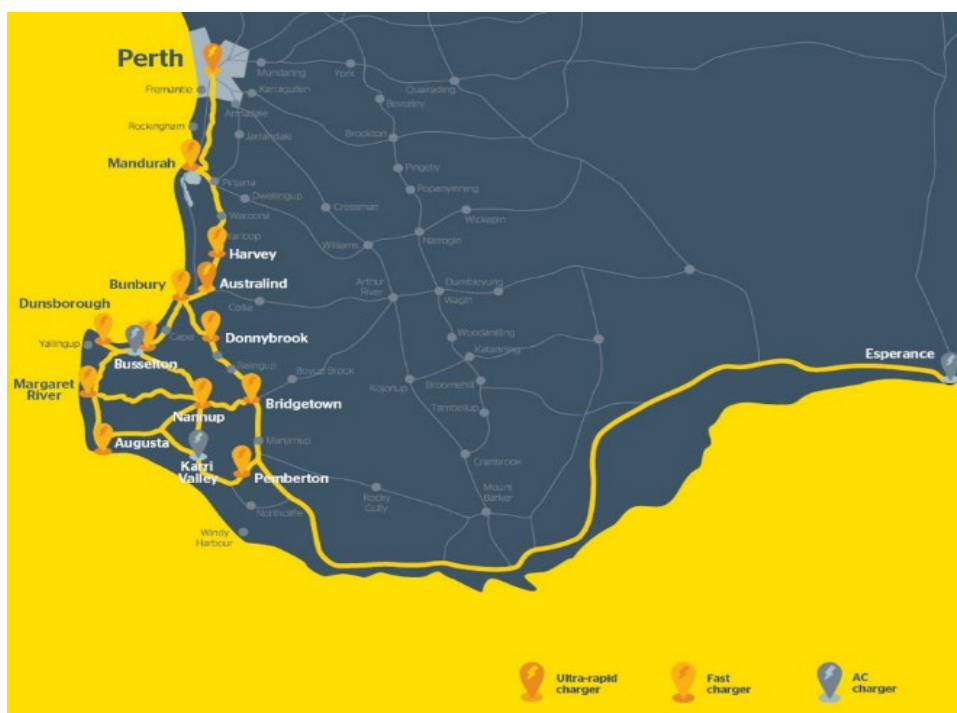 Perth
Mundaring
York
Quairading
Fremantle
Karragullen
Beverley
Armadale
Rockingham
Jarrahdale
Brookton
Mandurah
Pingelly
Pinjarra
Dwellingup
Popanyinning
Crossman
Wickepin
Waroona
Yarloop
Williams
Narrogin
Harvey
Bunbury
Australind
Arthur
River
Dumbleyung
Wagin
Collie
Dunsborough
Capel
Donnybrook
Woodanilling
Yallingup
Katanning
Busselton
Balingup
Boyup Brook
Esperance
Margaret
River
Kojonup
Broomehill
Nannup
Bridgetown
Tambellup
Augusta
Manjimup
Karri
Valley
Pemberton
Cranbrook
Rocky
Gully
Mount
Barker
Northcliffe
Windy
Harbour
Ultra-rapid
charger
Fast
charger
AC
charger